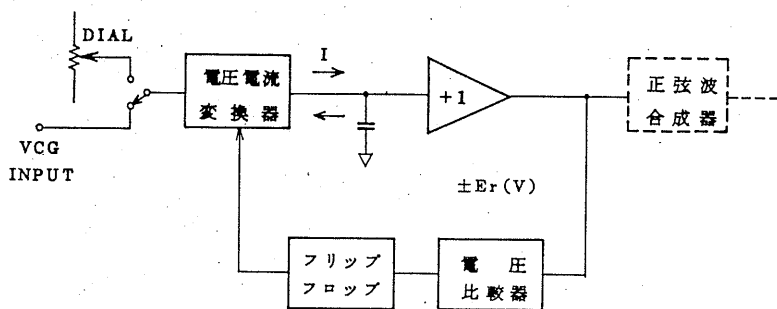 DIAL
VCG
INPUT
電圧電流
変換器
I
+1
正弦波
合成器
±Er(V)
フリップ
フロップ
電圧
比較器